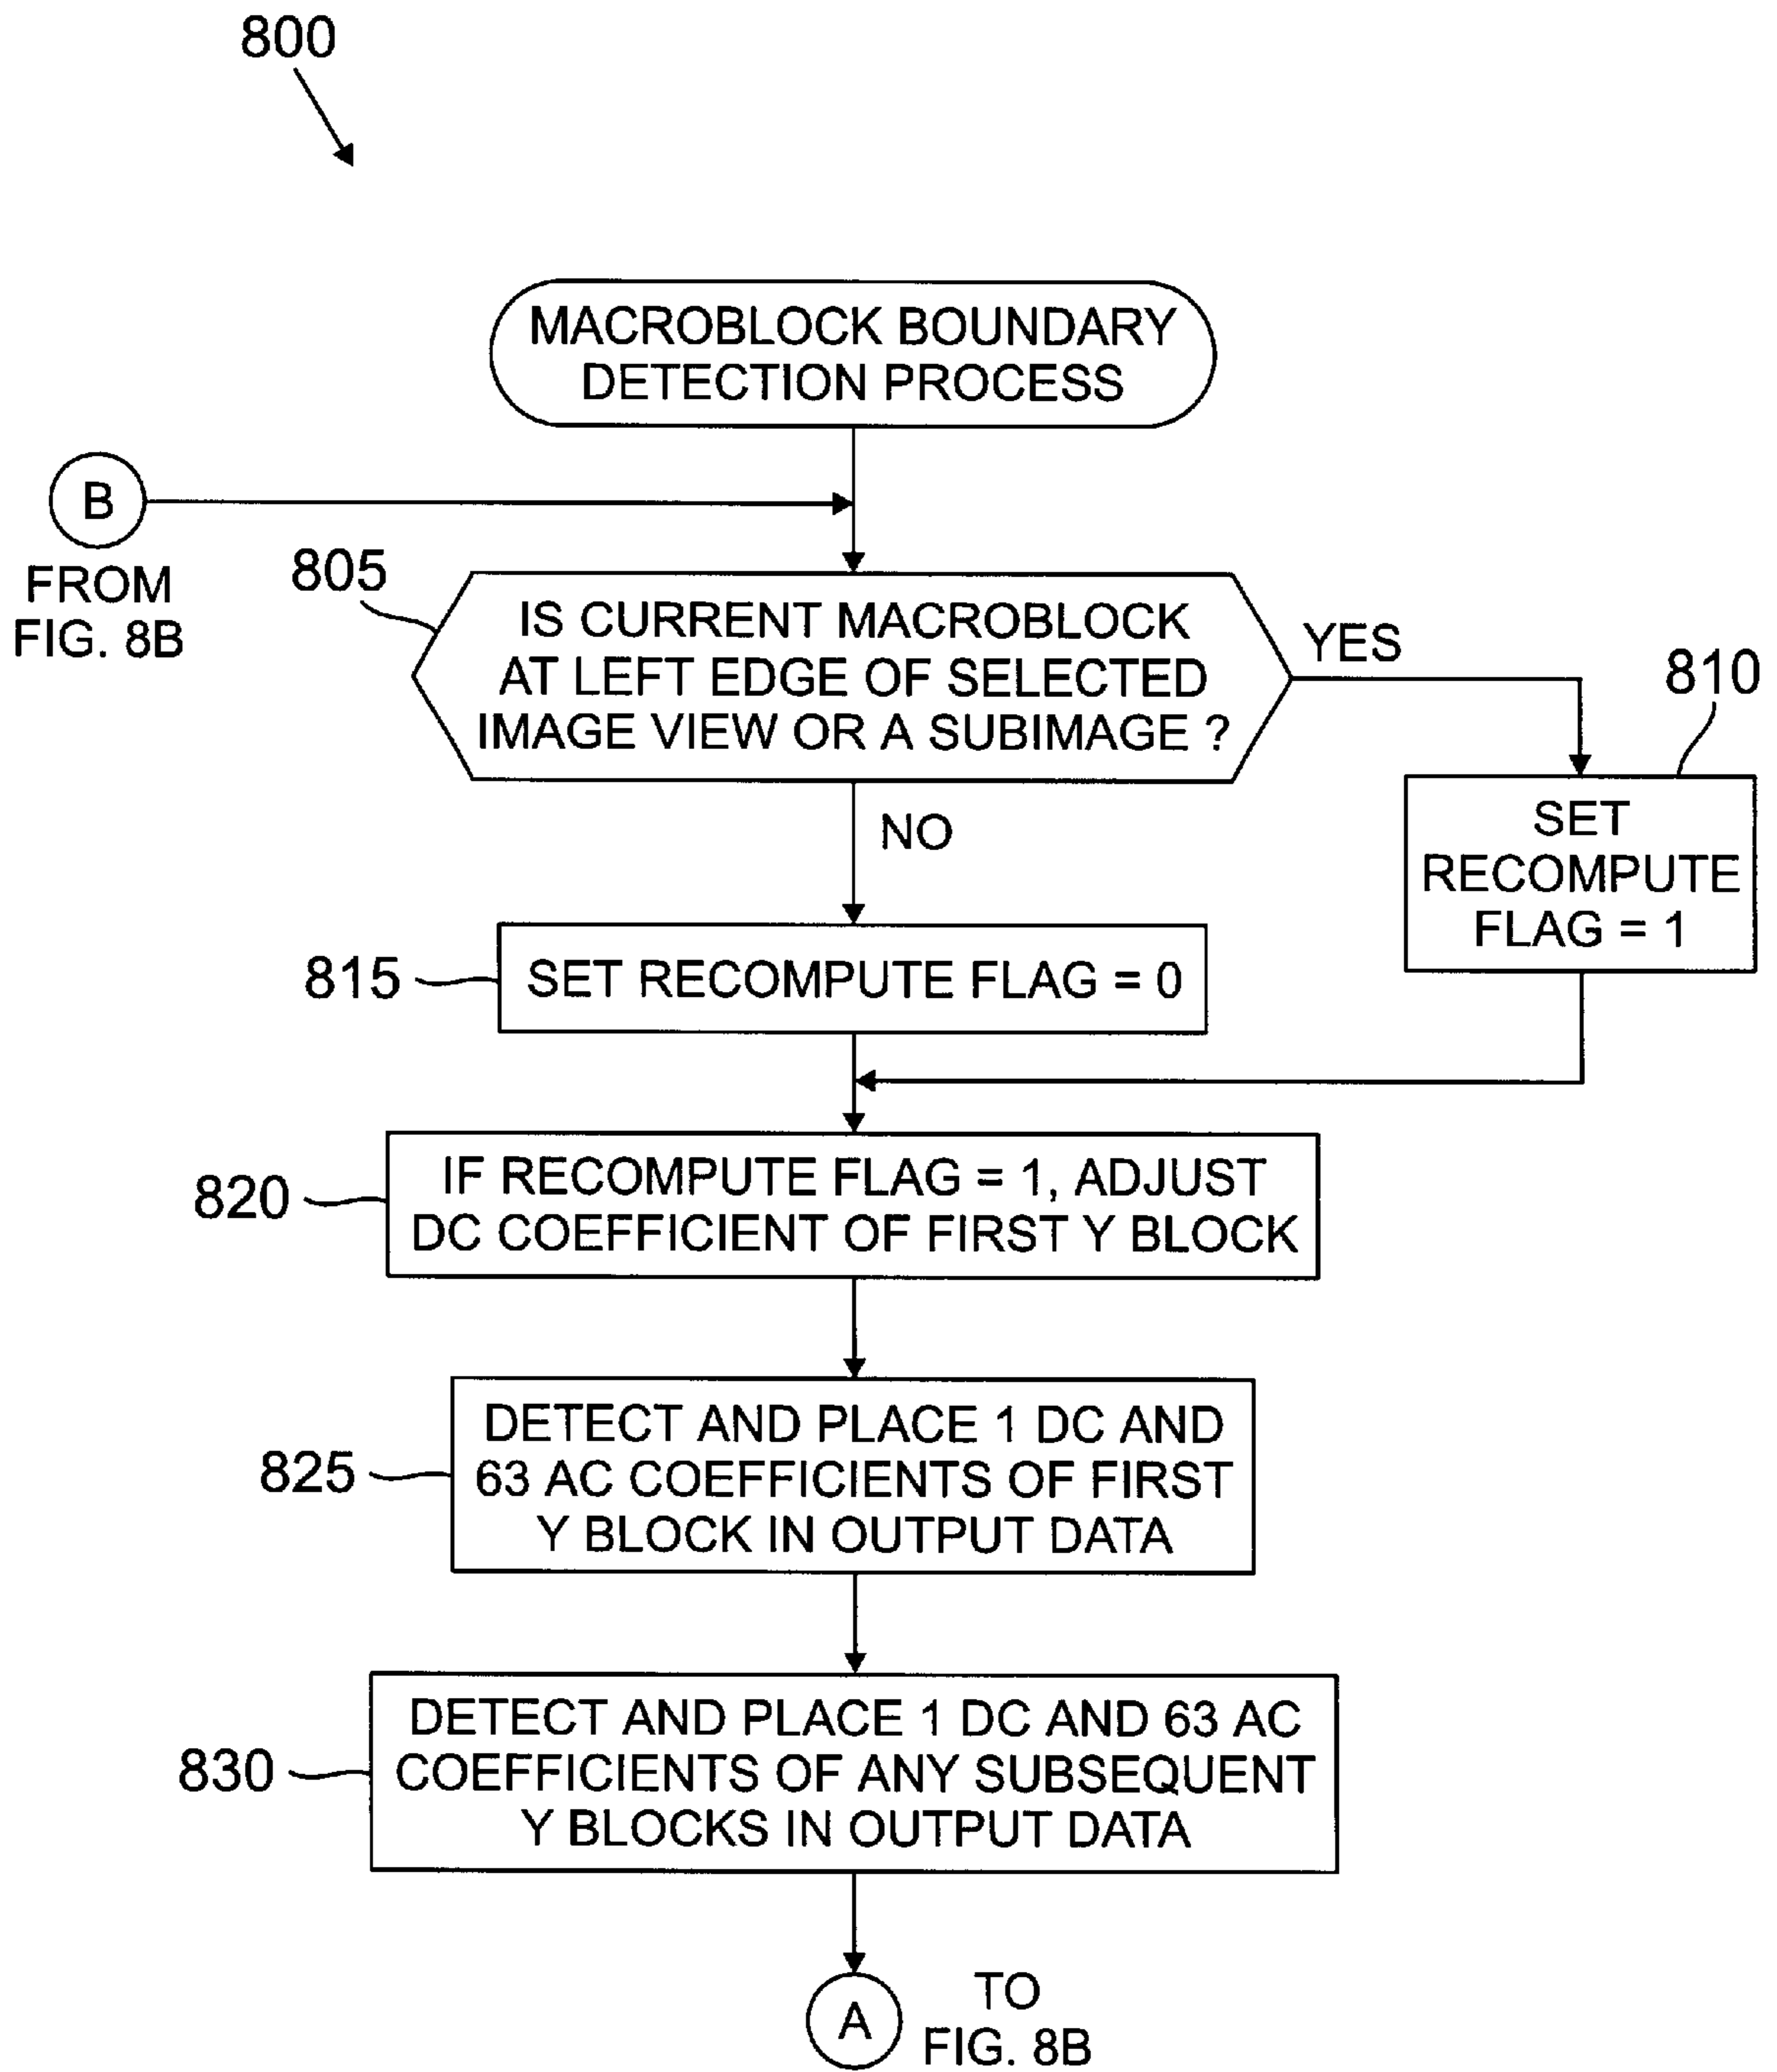 800
MACROBLOCK BOUNDARY
DETECTION PROCESS
B
FROM
FIG. 8B
805
IS CURRENT MACROBLOCK
AT LEFT EDGE OF SELECTED
IMAGE VIEW OR A SUBIMAGE ?
YES
810
SET
RECOMPUTE
FLAG = 1
NO
815
SET RECOMPUTE FLAG = 0
820
IF RECOMPUTE FLAG = 1, ADJUST
DC COEFFICIENT OF FIRST Y BLOCK
825
DETECT AND PLACE 1 DC AND
63 AC COEFFICIENTS OF FIRST
Y BLOCK IN OUTPUT DATA
830
DETECT AND PLACE 1 DC AND 63 AC
COEFFICIENTS OF ANY SUBSEQUENT
Y BLOCKS IN OUTPUT DATA
A
TO
FIG. 8B